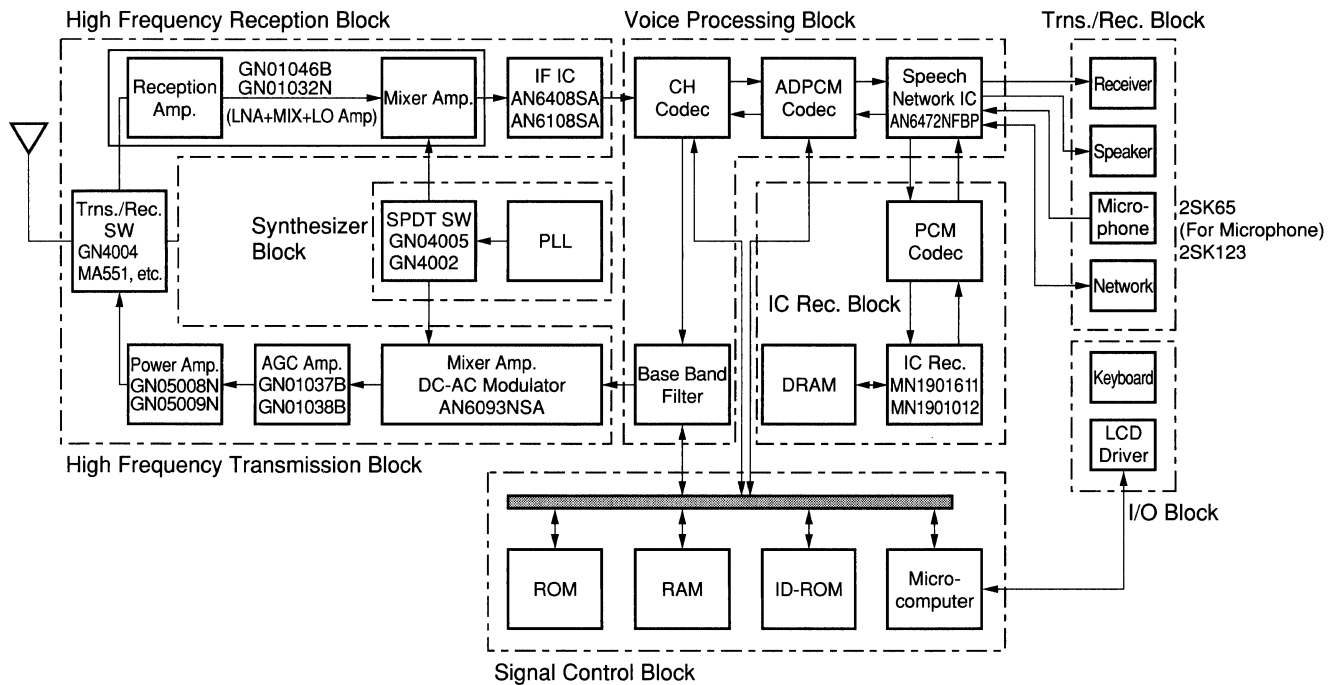 High Frequency Reception Block
Voice Processing Block
Trns./Rec. Block
Reception
Amp.
GN01046B
GN01032N
(LNA+MIX+LO Amp)
Mixer Amp.
IF IC
AN6408SA
AN6108SA
CH
Codec
ADPCM
Codec
Speech
Network IC
AN6472NFBP
Receiver
Speaker
Micro-
phone
Network
2SK65
(For Microphone)
2SK123
Trns./Rec.
SW
GN4004
MA551, etc.
Synthesizer
Block
SPDT SW
GN04005
GN4002
PLL
PCM
Codec
IC Rec. Block
Power Amp.
GN05008N
GN05009N
AGC Amp.
GN01037B
GN01038B
Mixer Amp.
DC-AC Modulator
AN6093NSA
Base Band
Filter
DRAM
IC Rec.
MN1901611
MN1901012
Keyboard
LCD
Driver
I/O Block
High Frequency Transmission Block
ROM
RAM
ID-ROM
Micro-
computer
Signal Control Block